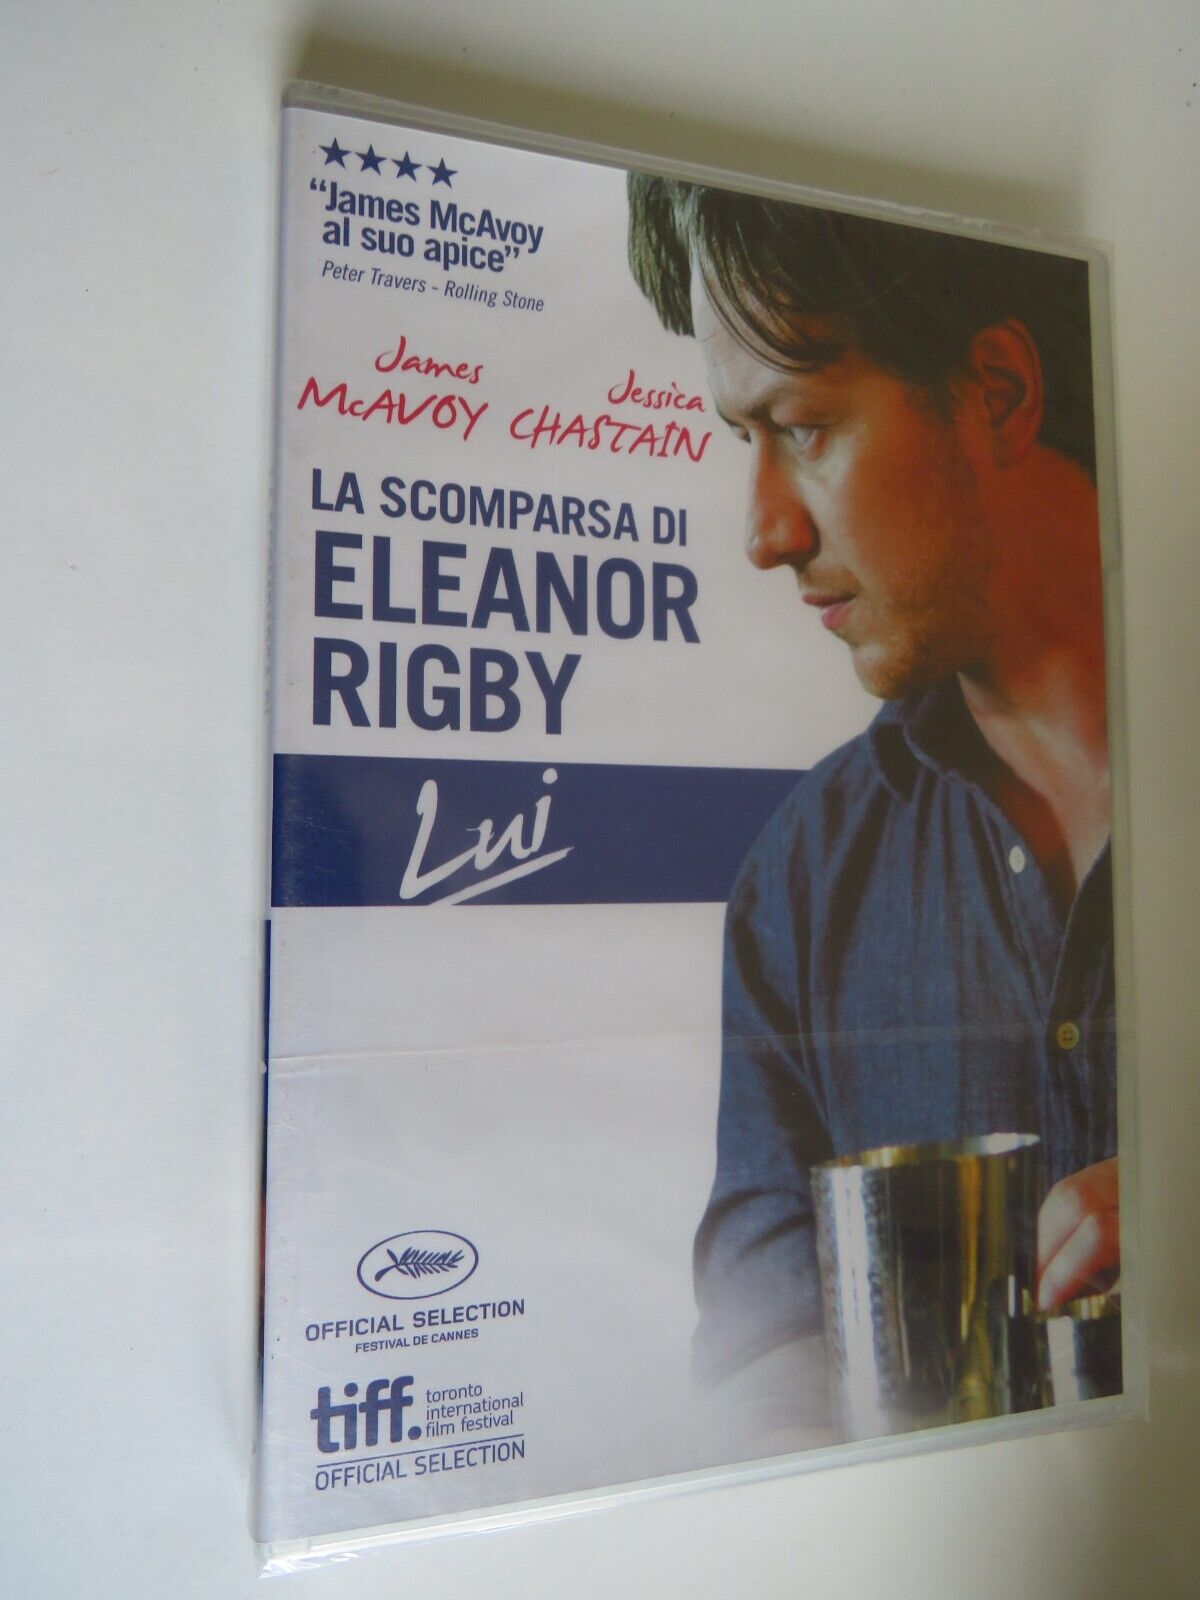 “James McAvoy
al suo apice”
Peter Travers - Rolling Stone
James
McAVOY
Jessica
CHASTAIN
LA SCOMPARSA DI
ELEANOR
RIGBY
Lui
OFFICIAL SELECTION
FESTIVAL DE CANNES
tiff.
toronto
international
film festival
OFFICIAL SELECTION